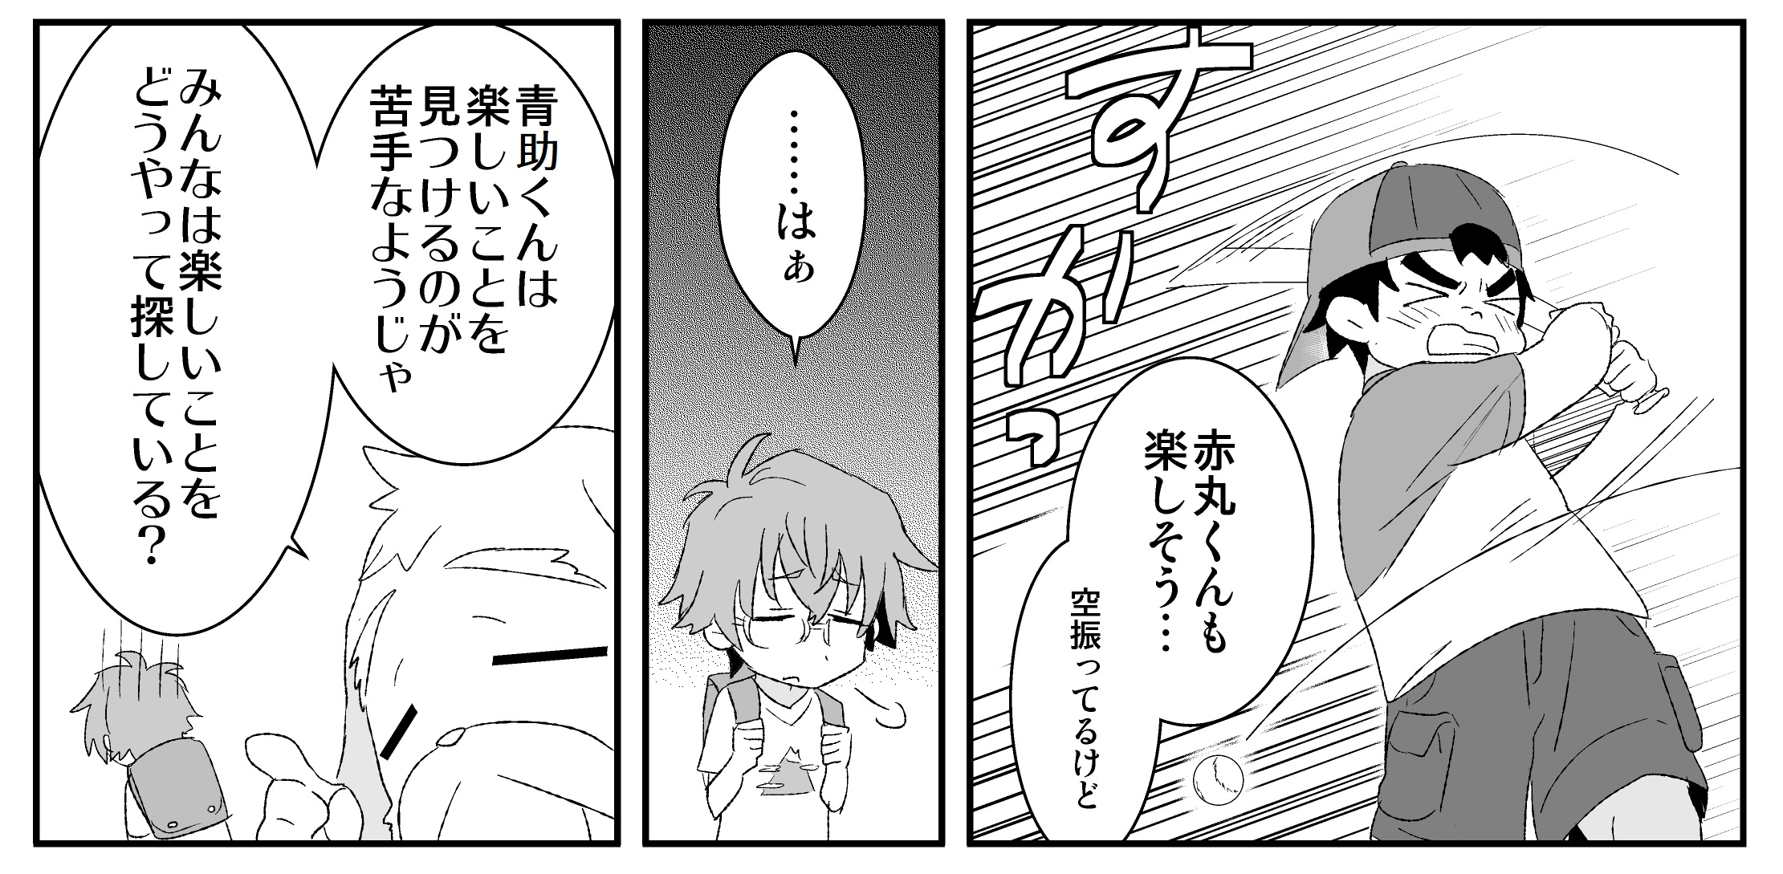 すかっ
赤丸くんも
楽しそう…
空振ってるけど
……はぁ
青助くんは
楽しいことを
見つけるのが
苦手なようじゃ
みんなは楽しいことを
どうやって探している？